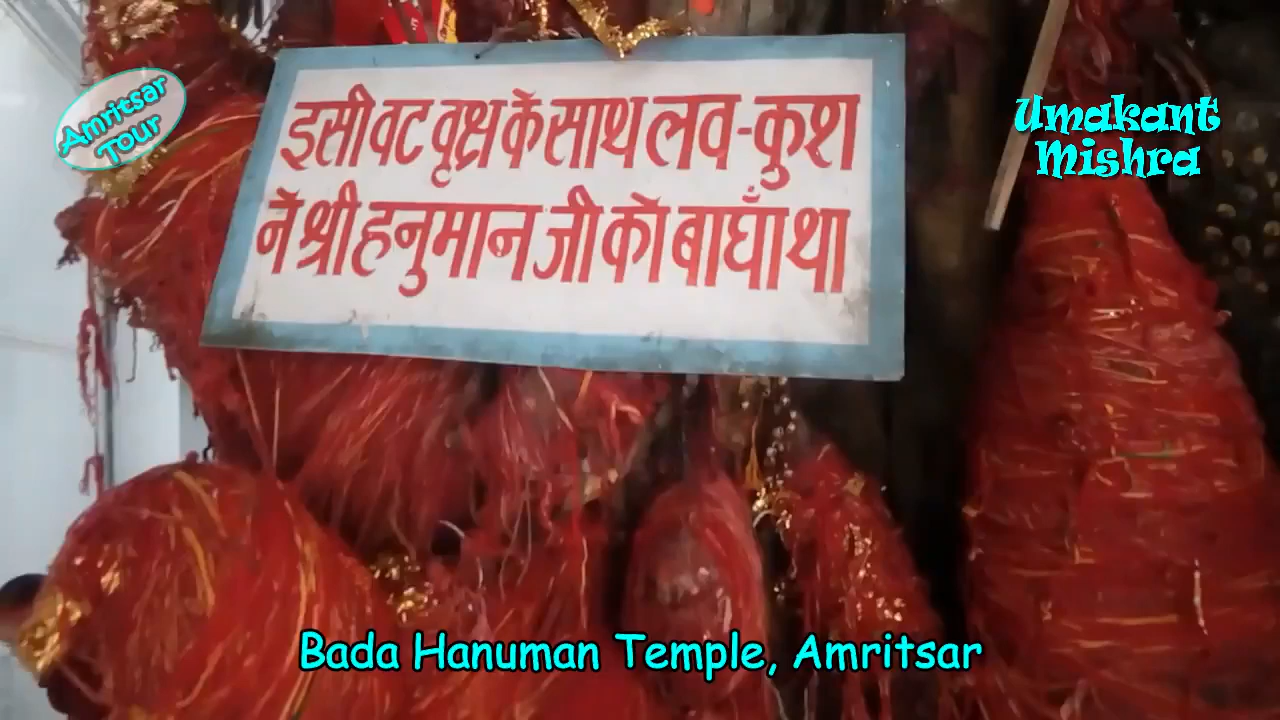 Amritsar
Tour
Umakant
Mishra
इसी वट वृक्ष के साथ लव-कुश
ने श्री हनुमान जी को बाघाँ था
Bada Hanuman Temple, Amritsar